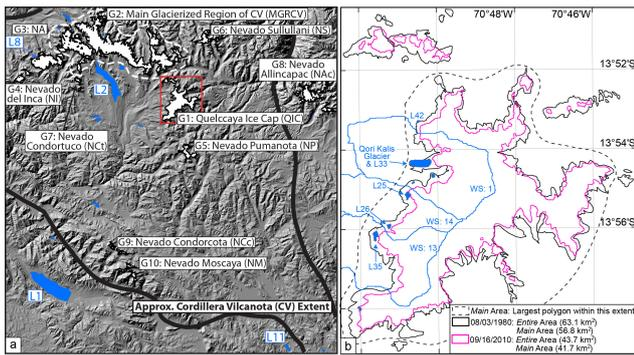 G2: Main Glacierized Region of CV (MGRCV)
G3: NA
G6: Nevado Sullulani (NS)
L8
G8: Nevado
Allincapac (NAc)
G4: Nevado
del Inca (NI)
L2
G1: Quelccaya Ice Cap (QIC)
G7: Nevado
Condortuco (NCt)
G5: Nevado Pumanota (NP)
G9: Nevado Condorcota (NCc)
G10: Nevado Moscaya (NM)
L1
Approx. Cordillera Vilcanota (CV) Extent
L11
a
70°48'W
70°46'W
13°52'S
L42
13°54'S
Qori Kalis
Glacier
& L33
WS: 1
L25
L26
WS: 14
13°56'S
WS: 13
L35
Main Area: Largest polygon within this extent
08/03/1980: Entire Area (63.1 km²)
Main Area (56.8 km²)
09/16/2010: Entire Area (43.7 km²)
Main Area (41.7 km²)
b